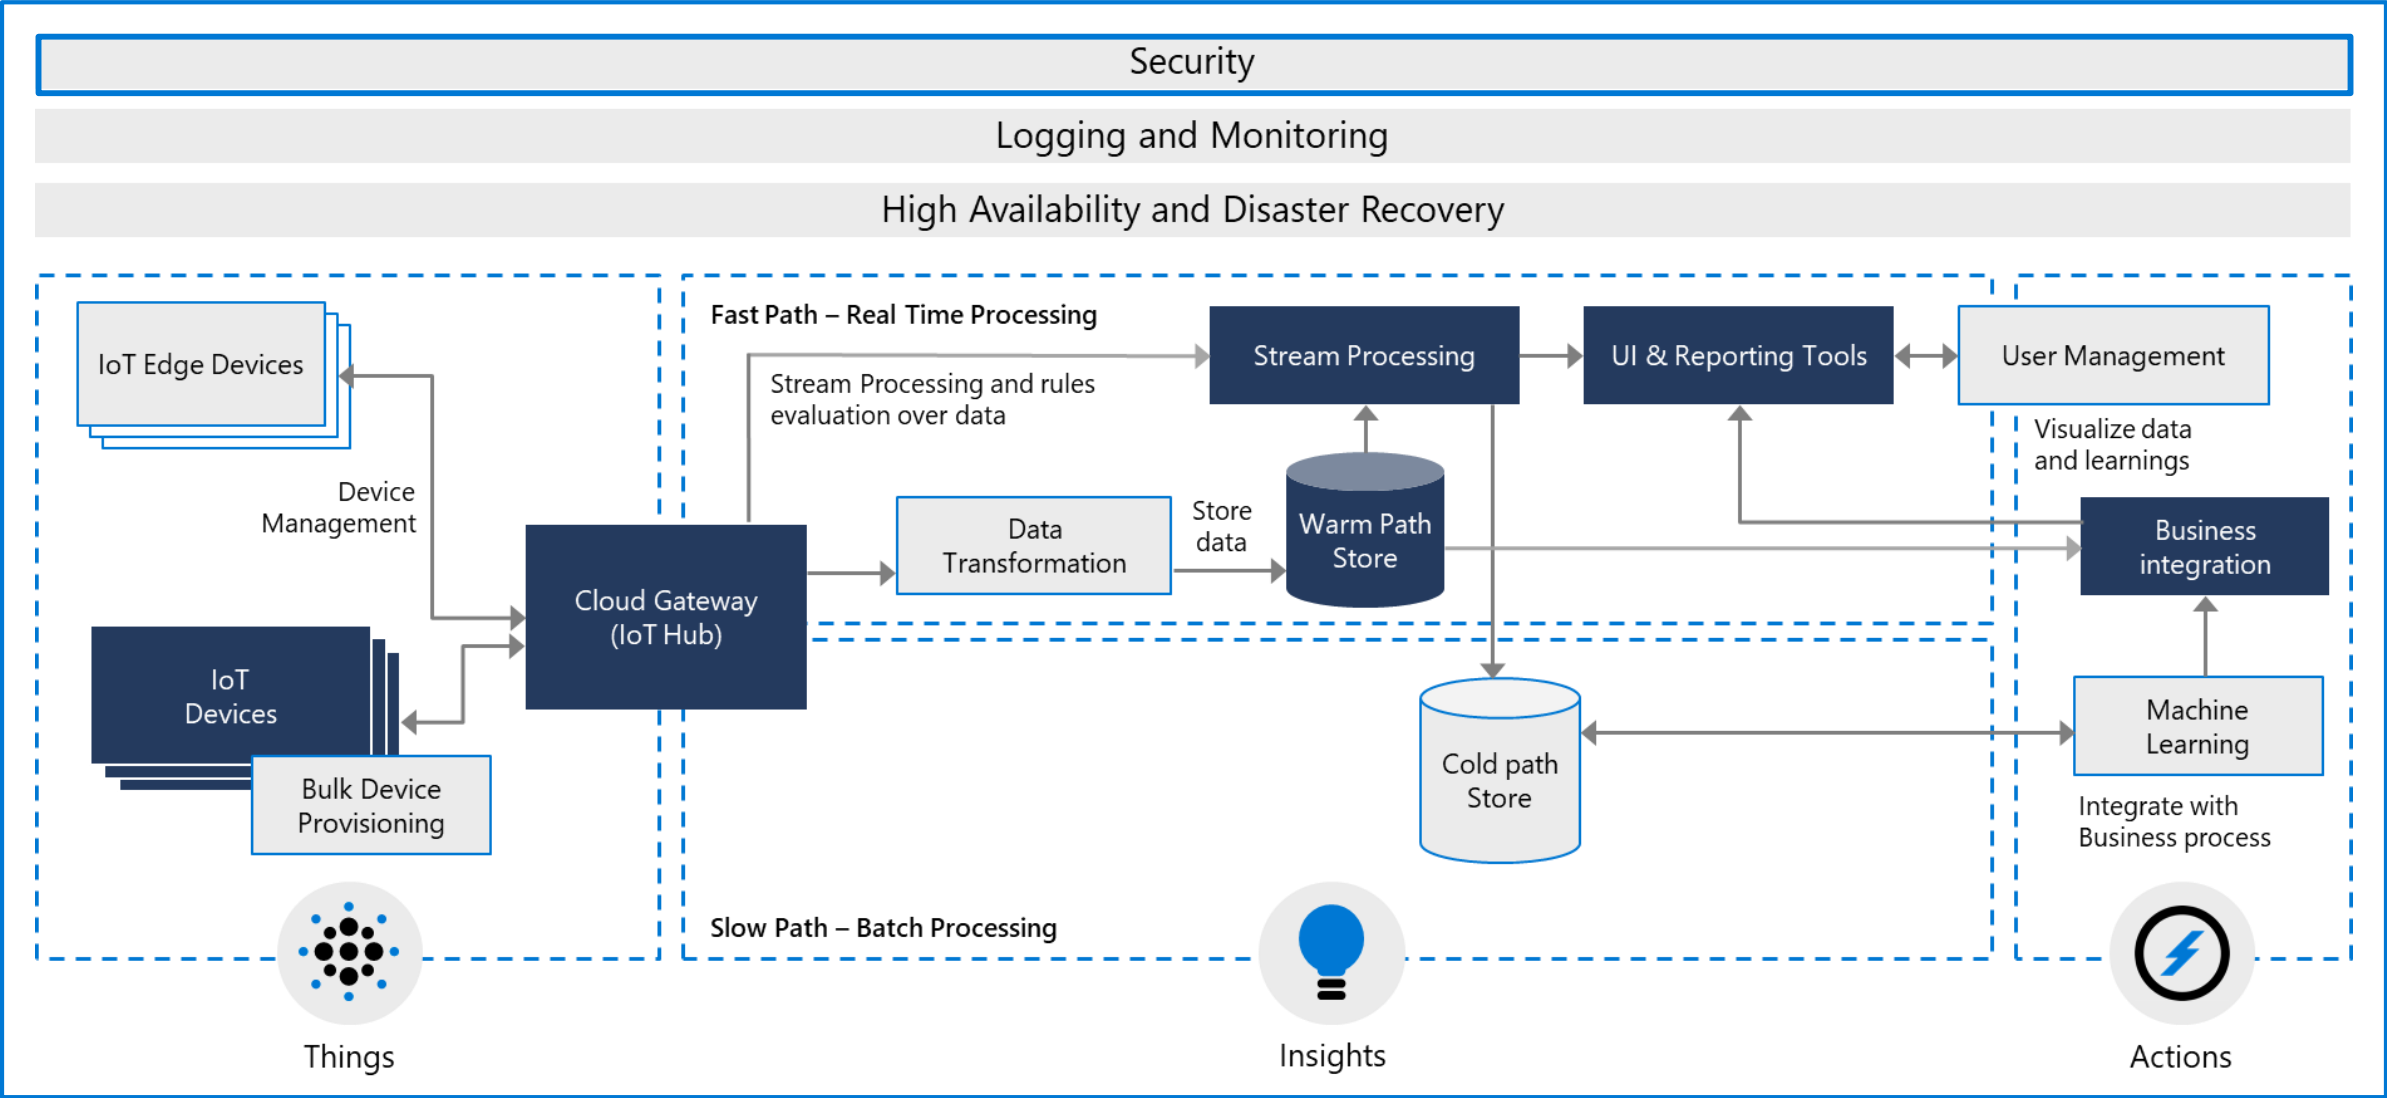 Security
Logging and Monitoring
High Availability and Disaster Recovery
IoT Edge Devices
Device
Management
IoT
Devices
Bulk Device
Provisioning
Cloud Gateway
(IoT Hub)
Fast Path – Real Time Processing
Stream Processing and rules
evaluation over data
Stream Processing
UI & Reporting Tools
User Management
Visualize data
and learnings
Data
Transformation
Store
data
Warm Path
Store
Business
integration
Cold path
Store
Machine
Learning
Integrate with
Business process
Slow Path – Batch Processing
Things
Insights
Actions